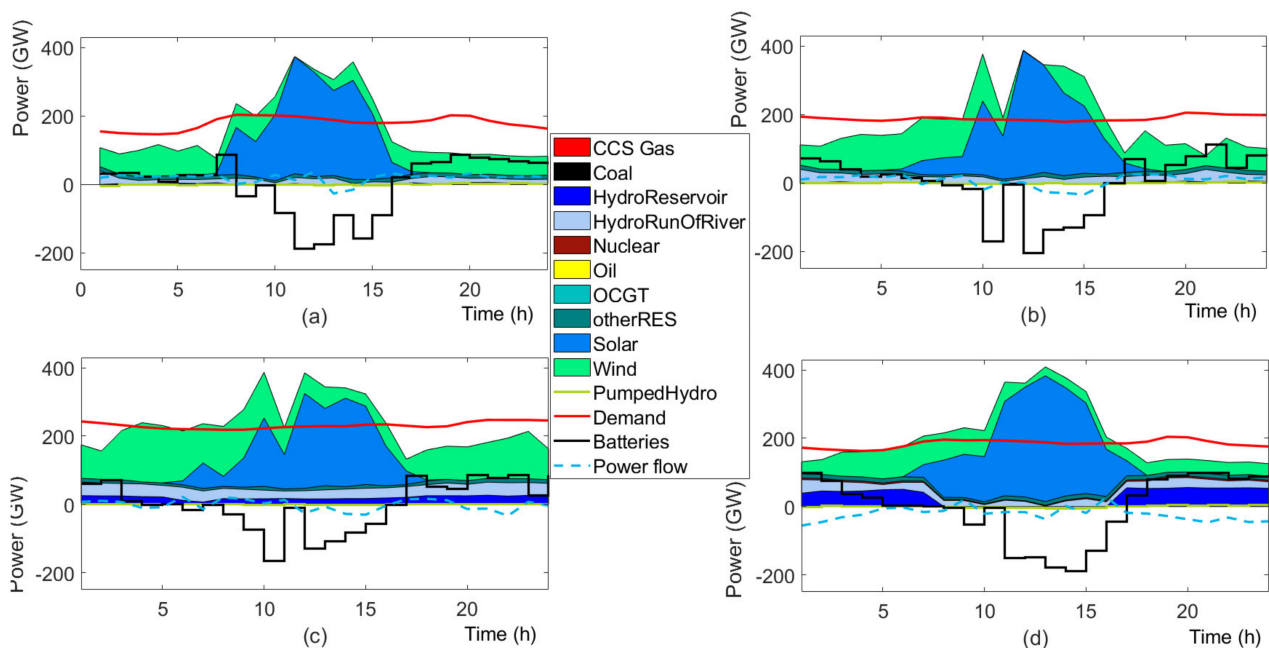 Power (GW)
400
200
0
-200
0
5
10
15
20
Time (h)
(a)
Power (GW)
400
200
0
-200
5
10
15
20
Time (h)
(b)
CCS Gas
Coal
HydroReservoir
HydroRunOfRiver
Nuclear
Oil
OCGT
otherRES
Solar
Wind
PumpedHydro
Demand
Batteries
Power flow
Power (GW)
400
200
0
-200
5
10
15
20
Time (h)
(c)
Power (GW)
400
200
0
-200
5
10
15
20
Time (h)
(d)